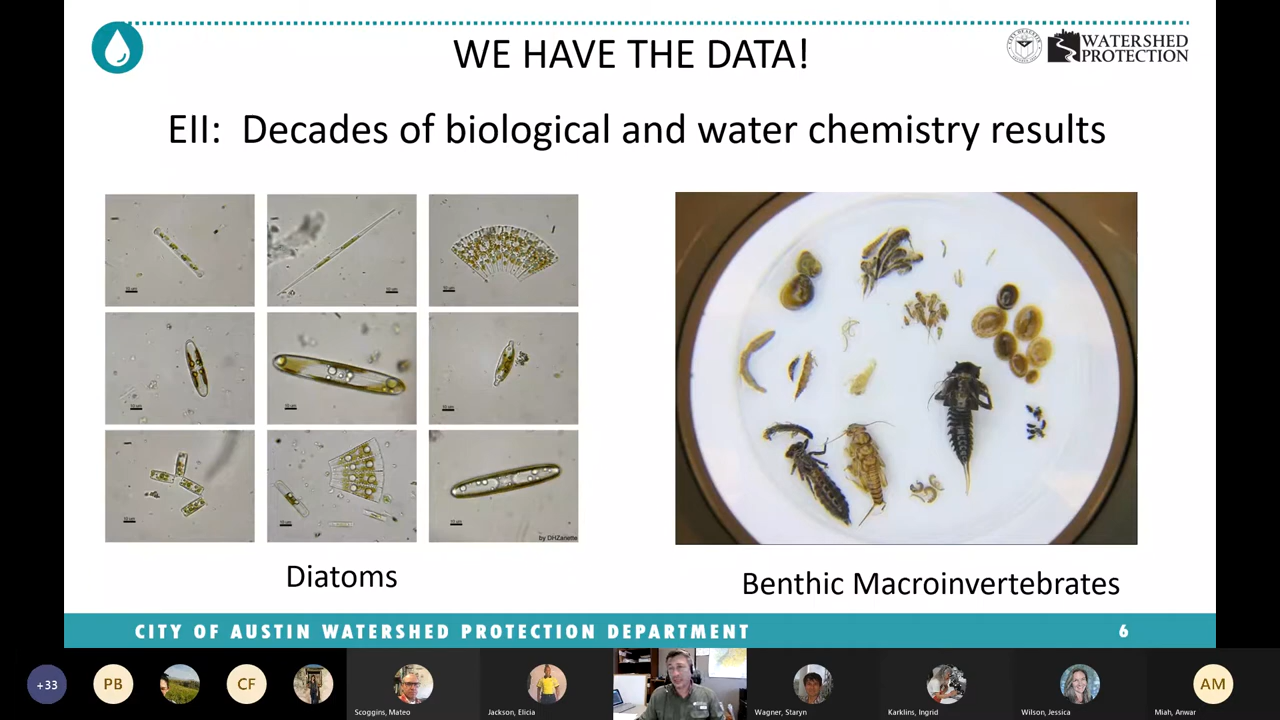 WE HAVE THE DATA!
WATERSHED
PROTECTION
EII: Decades of biological and water chemistry results
by DHZanette
Diatoms
Benthic Macroinvertebrates
CITY OF AUSTIN WATERSHED PROTECTION DEPARTMENT
6
+33
PB
CF
AM
Scoggins, Mateo
Jackson, Elicia
Wagner, Staryn
Karklins, Ingrid
Wilson, Jessica
Miah, Anwar